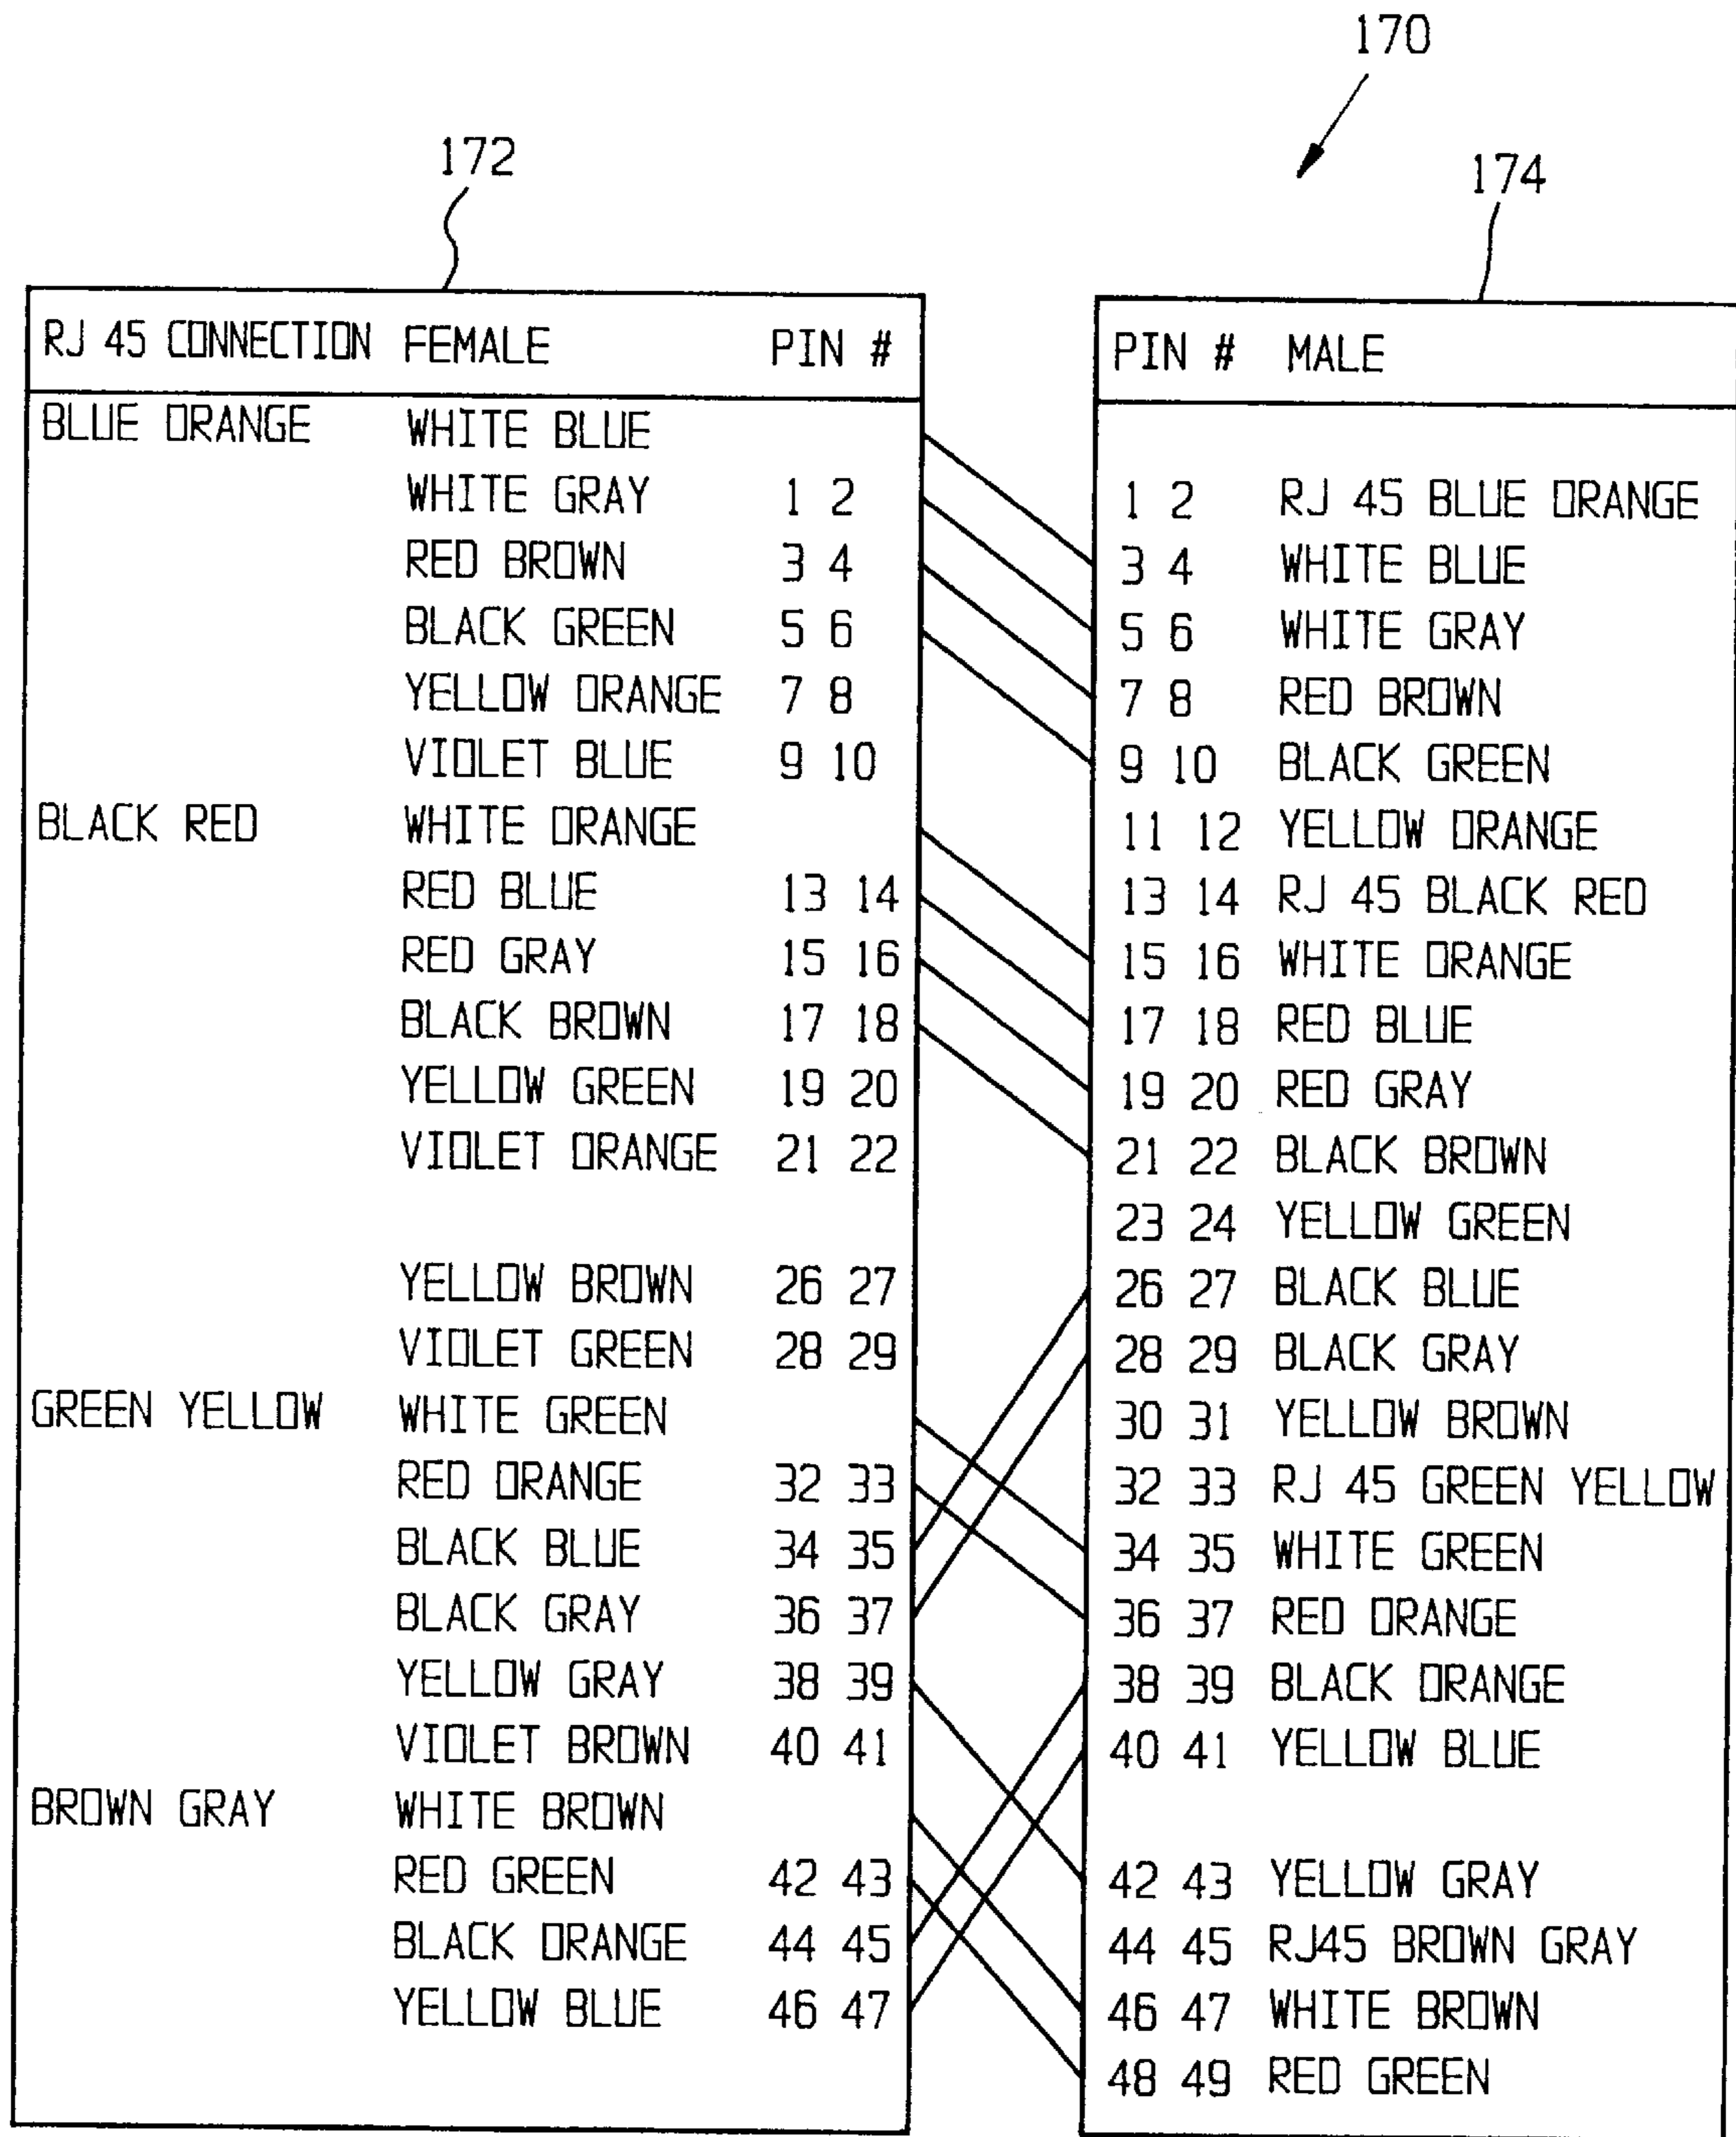 170
172
174
RJ 45 CONNECTION FEMALE PIN #
BLUE ORANGE WHITE BLUE
WHITE GRAY 1 2
RED BROWN 3 4
BLACK GREEN 5 6
YELLOW ORANGE 7 8
VIOLET BLUE 9 10
BLACK RED WHITE ORANGE
RED BLUE 13 14
RED GRAY 15 16
BLACK BROWN 17 18
YELLOW GREEN 19 20
VIOLET ORANGE 21 22
YELLOW BROWN 26 27
VIOLET GREEN 28 29
GREEN YELLOW WHITE GREEN
RED ORANGE 32 33
BLACK BLUE 34 35
BLACK GRAY 36 37
YELLOW GRAY 38 39
VIOLET BROWN 40 41
BROWN GRAY WHITE BROWN
RED GREEN 42 43
BLACK ORANGE 44 45
YELLOW BLUE 46 47
PIN # MALE
1 2 RJ 45 BLUE ORANGE
3 4 WHITE BLUE
5 6 WHITE GRAY
7 8 RED BROWN
9 10 BLACK GREEN
11 12 YELLOW ORANGE
13 14 RJ 45 BLACK RED
15 16 WHITE ORANGE
17 18 RED BLUE
19 20 RED GRAY
21 22 BLACK BROWN
23 24 YELLOW GREEN
26 27 BLACK BLUE
28 29 BLACK GRAY
30 31 YELLOW BROWN
32 33 RJ 45 GREEN YELLOW
34 35 WHITE GREEN
36 37 RED ORANGE
38 39 BLACK ORANGE
40 41 YELLOW BLUE
42 43 YELLOW GRAY
44 45 RJ45 BROWN GRAY
46 47 WHITE BROWN
48 49 RED GREEN